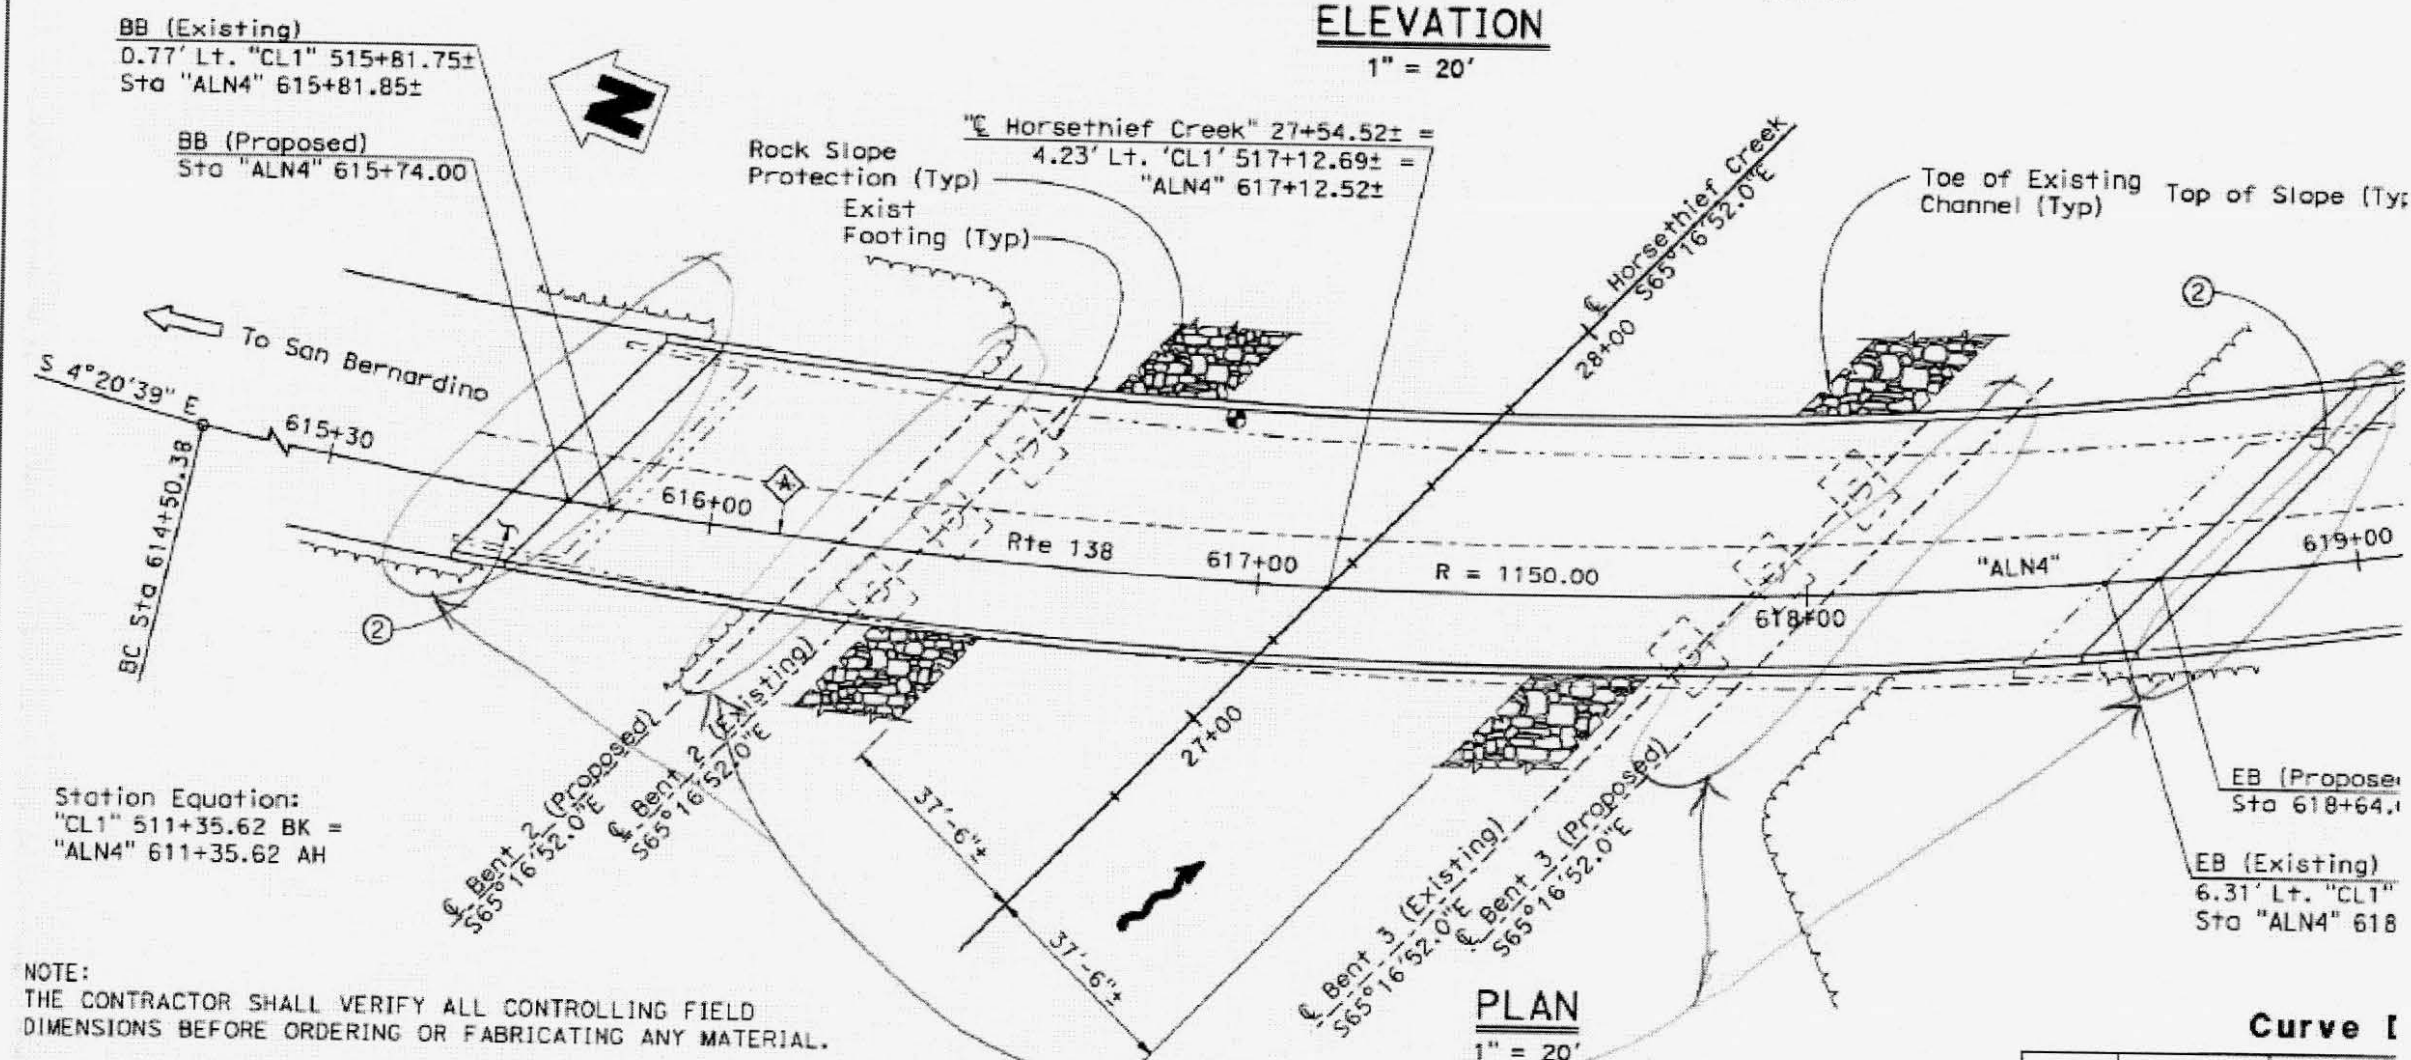 ELEVATION
1" = 20'
BB (Existing)
0.77' Lt. "CL1" 515+81.75±
Sta "ALN4" 615+81.85±
BB (Proposed)
Sta "ALN4" 615+74.00
N
Rock Slope
Protection (Typ)
Exist
Footing (Typ)
"℄ Horsethief Creek" 27+54.52± =
4.23' Lt. 'CL1' 517+12.69± =
"ALN4" 617+12.52±
℄ Horsethief Creek
S65°16'52.0"E
28+00
Toe of Existing
Channel (Typ)
Top of Slope (Typ
2
To San Bernardino
S 4°20'39" E
615+30
BC Sta 614+50.38
616+00
A
Rte 138
617+00
R = 1150.00
618+00
"ALN4"
619+00
2
27+00
℄ Bent 2 (Proposed)
S65°16'52.0"E
℄ Bent 2 (Existing)
S65°16'52.0"E
37'-6"±
37'-6"±
℄ Bent 3 (Existing)
S65°16'52.0"E
℄ Bent 3 (Proposed)
S65°16'52.0"E
EB (Propose
Sta 618+64.
EB (Existing)
6.31' Lt. "CL1"
Sta "ALN4" 618
Station Equation:
"CL1" 511+35.62 BK =
"ALN4" 611+35.62 AH
NOTE:
THE CONTRACTOR SHALL VERIFY ALL CONTROLLING FIELD
DIMENSIONS BEFORE ORDERING OR FABRICATING ANY MATERIAL.
PLAN
1" = 20'
Curve